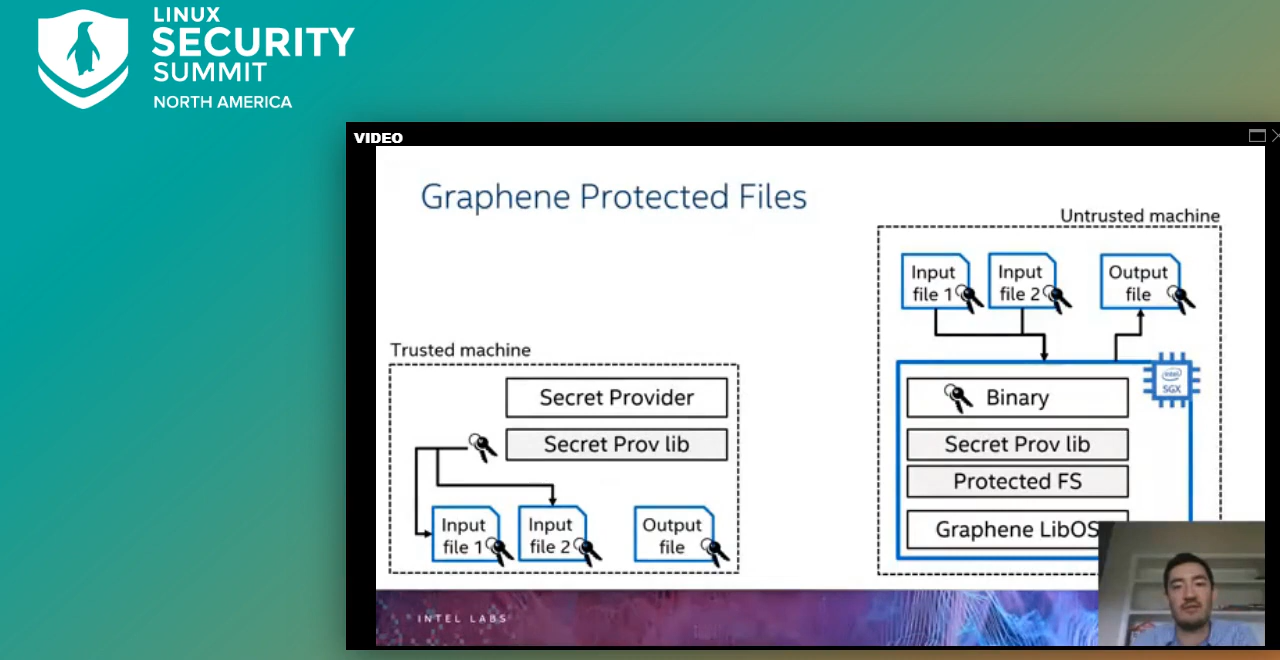 LINUX
SECURITY
SUMMIT
NORTH AMERICA
VIDEO
Graphene Protected Files
Untrusted machine
Input
file 1
Input
file 2
Output
file
Trusted machine
Secret Provider
Secret Prov lib
Input
file 1
Input
file 2
Output
file
intel
SGX
Binary
Secret Prov lib
Protected FS
Graphene LibOS
INTEL LABS